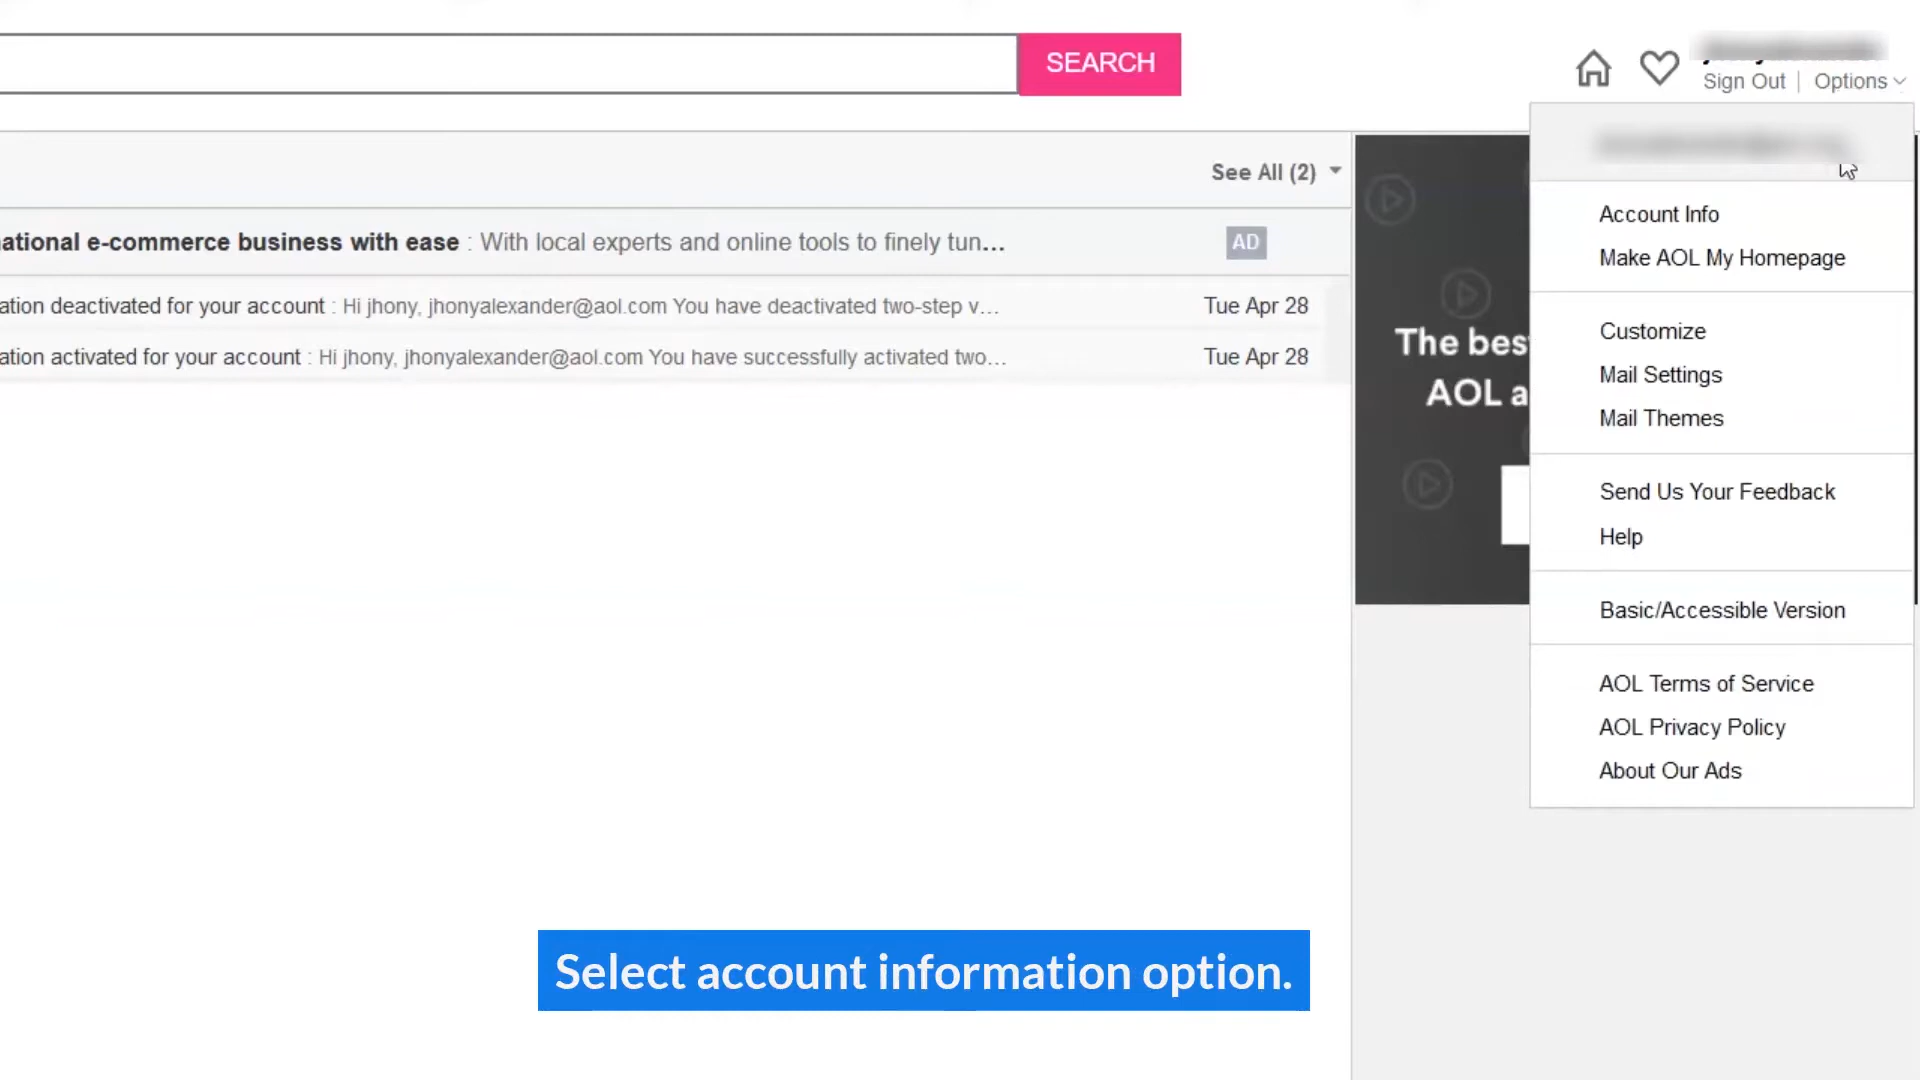 SEARCH
Sign Out | Options
See All (2)
ational e-commerce business with ease : With local experts and online tools to finely tun...
AD
ation deactivated for your account : Hi jhony, jhonyalexander@aol.com You have deactivated two-step v...
Tue Apr 28
ation activated for your account : Hi jhony, jhonyalexander@aol.com You have successfully activated two...
Tue Apr 28
The bes
AOL a
Account Info
Make AOL My Homepage
Customize
Mail Settings
Mail Themes
Send Us Your Feedback
Help
Basic/Accessible Version
AOL Terms of Service
AOL Privacy Policy
About Our Ads
Select account information option.